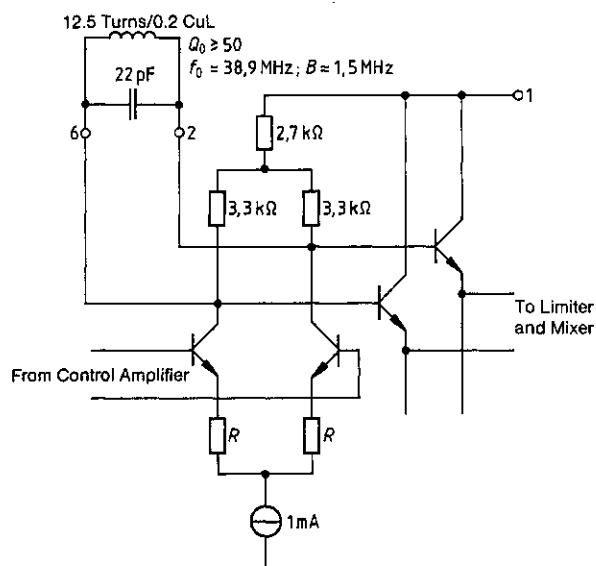 12.5 Turns/0.2 CuL
Q₀ ≥ 50
f₀ = 38,9 MHz; B ≈ 1,5 MHz
22 pF
6
2
1
2,7 kΩ
3,3 kΩ
3,3 kΩ
To Limiter
and Mixer
From Control Amplifier
R
R
1mA